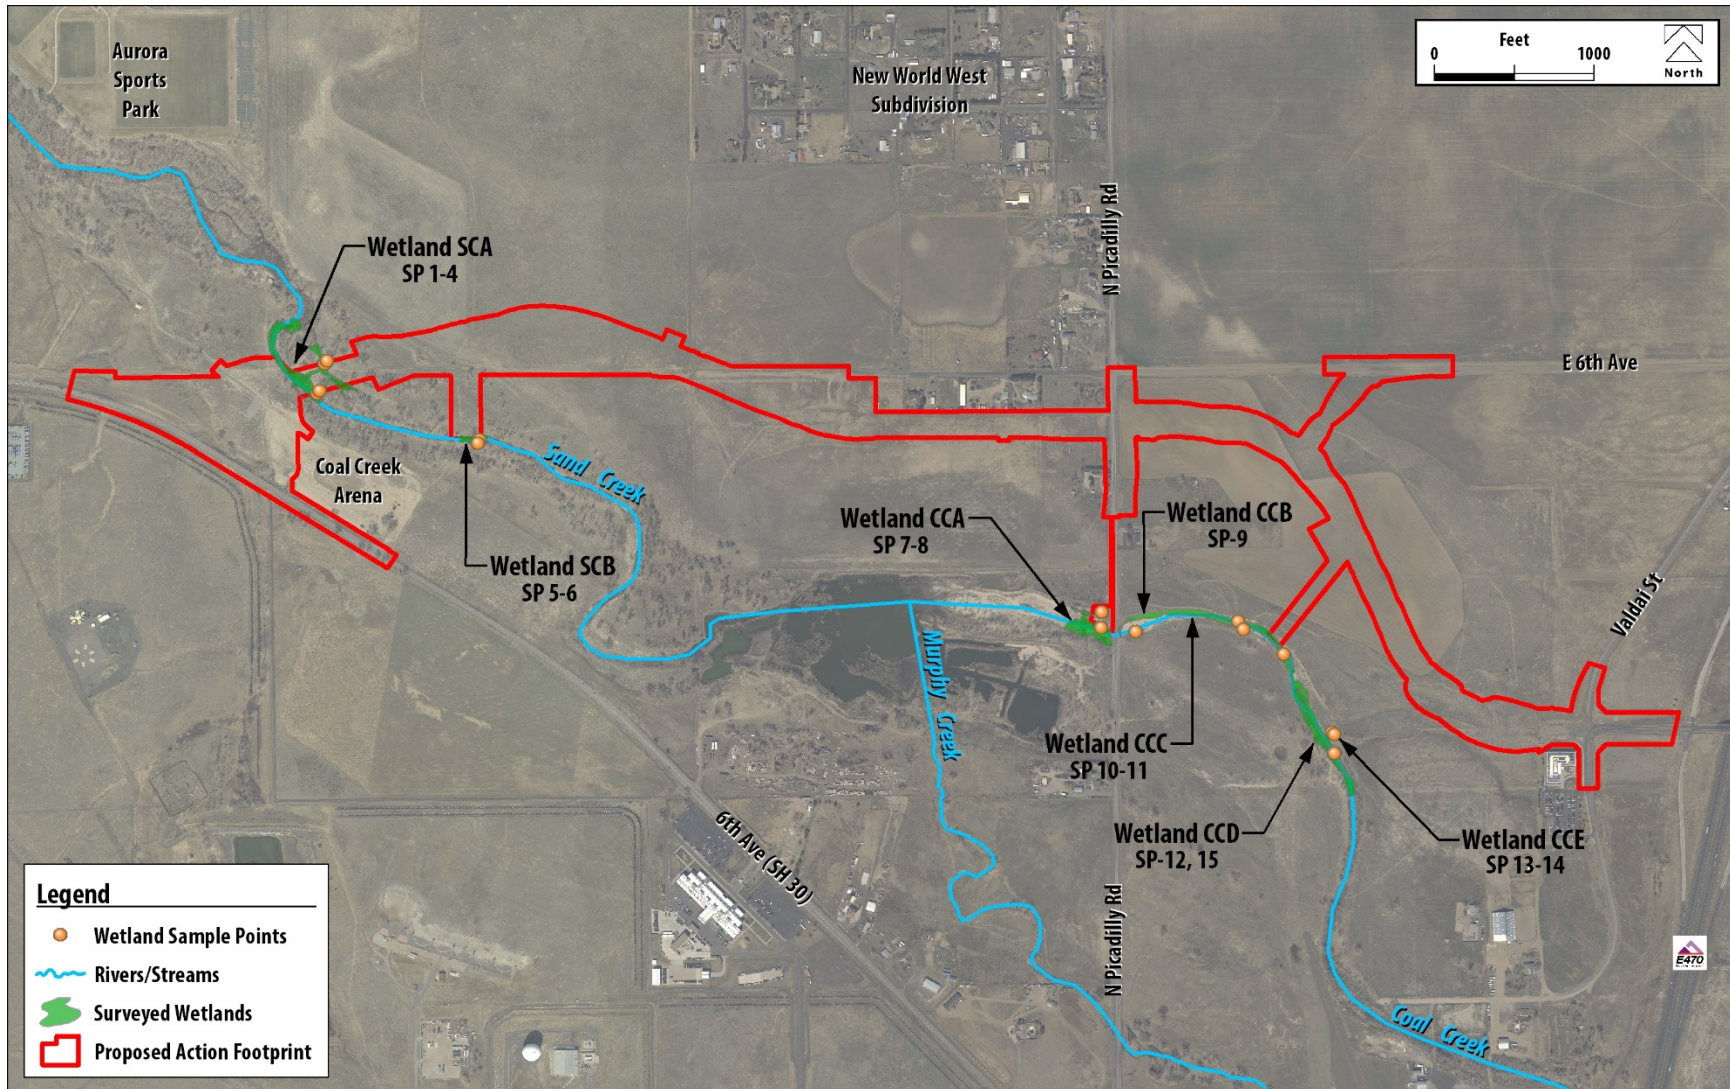 Aurora
Sports
Park
New World West
Subdivision
Feet
0
1000
North
N Picadilly Rd
Wetland SCA
SP 1-4
E 6th Ave
Coal Creek
Arena
Sand Creek
Wetland SCB
SP 5-6
Wetland CCA
SP 7-8
Wetland CCB
SP-9
Valdai St
Murphy Creek
Wetland CCC
SP 10-11
Wetland CCD
SP-12, 15
Wetland CCE
SP 13-14
6th Ave (SH 30)
N Picadilly Rd
Coal Creek
E470
Legend
Wetland Sample Points
Rivers/Streams
Surveyed Wetlands
Proposed Action Footprint